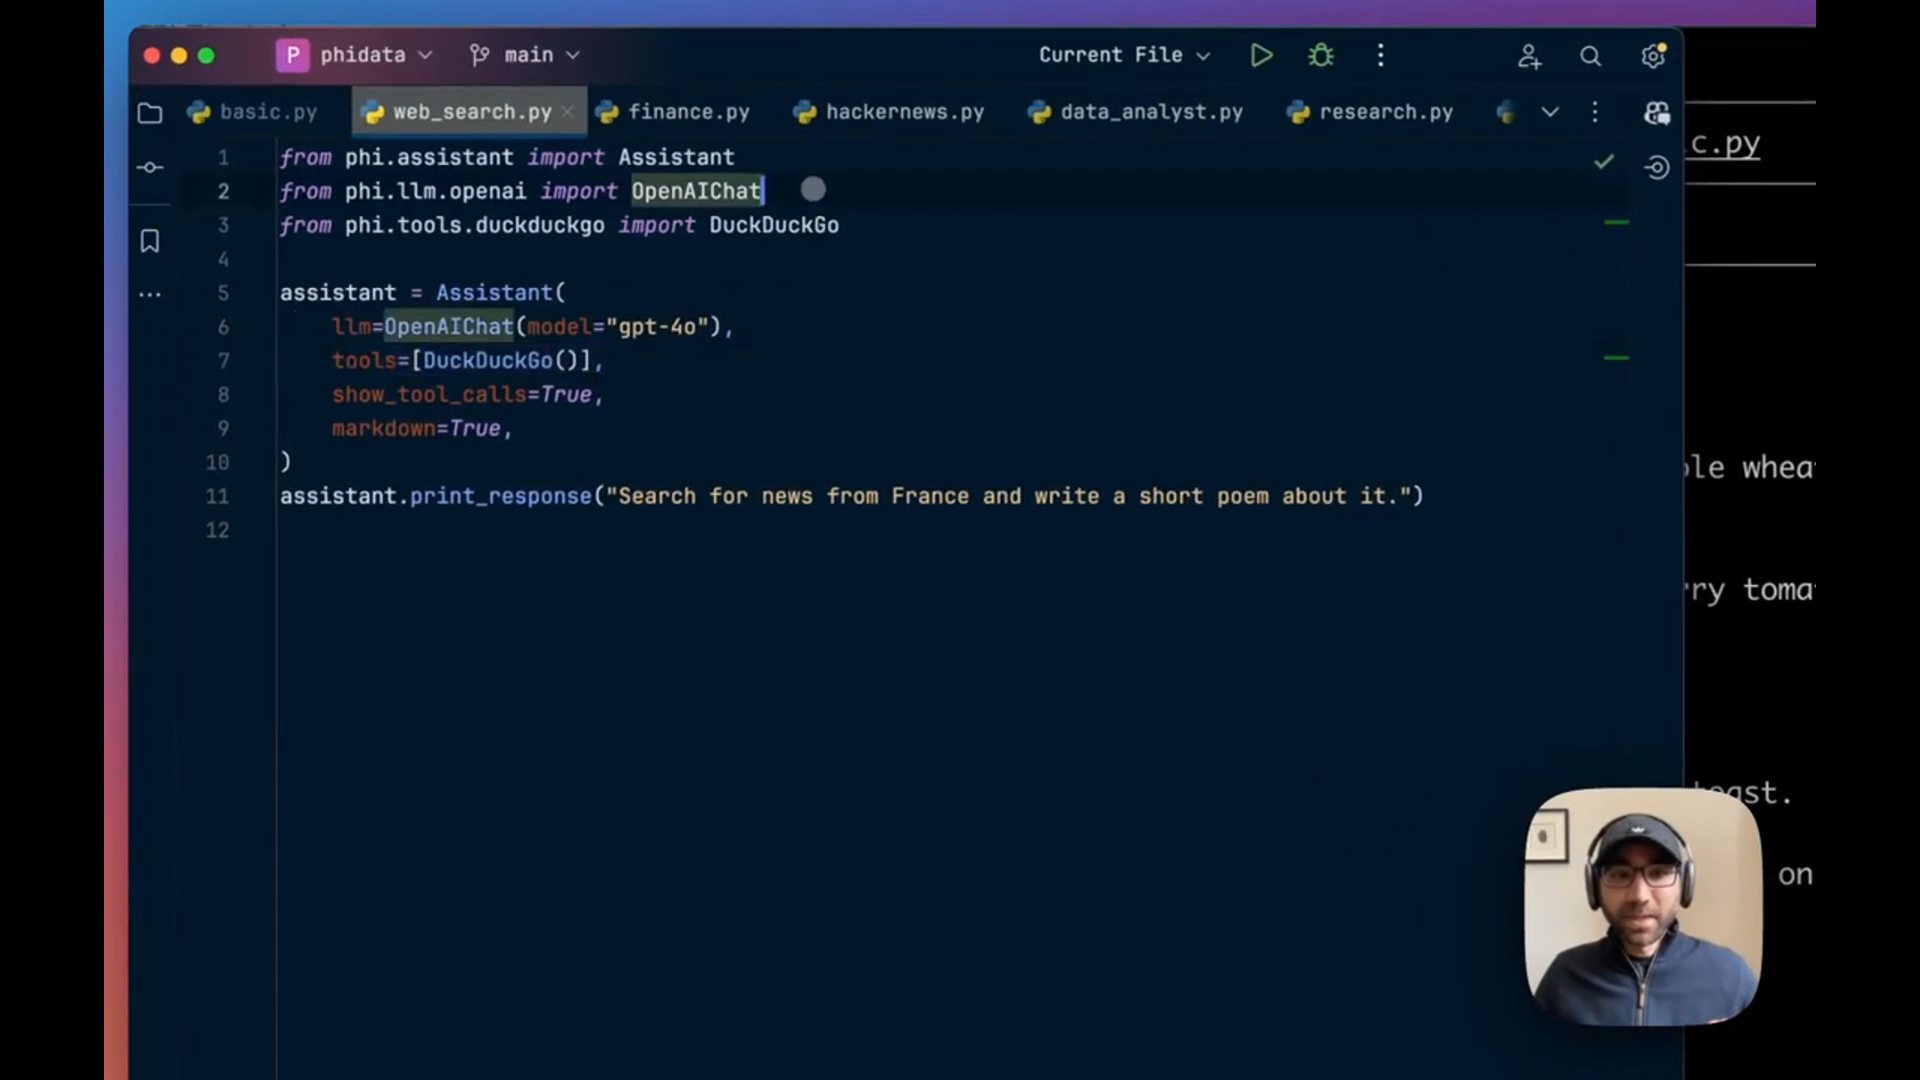 P phidata main Current File
basic.py web_search.py finance.py hackernews.py data_analyst.py research.py
c.py
1 from phi.assistant import Assistant
2 from phi.llm.openai import OpenAIChat
3 from phi.tools.duckduckgo import DuckDuckGo
4
5 assistant = Assistant(
6 llm=OpenAIChat(model="gpt-4o"),
7 tools=[DuckDuckGo()],
8 show_tool_calls=True,
9 markdown=True,
10 )
11 assistant.print_response("Search for news from France and write a short poem about it.")
12
ole whea
rry toma
toast.
on